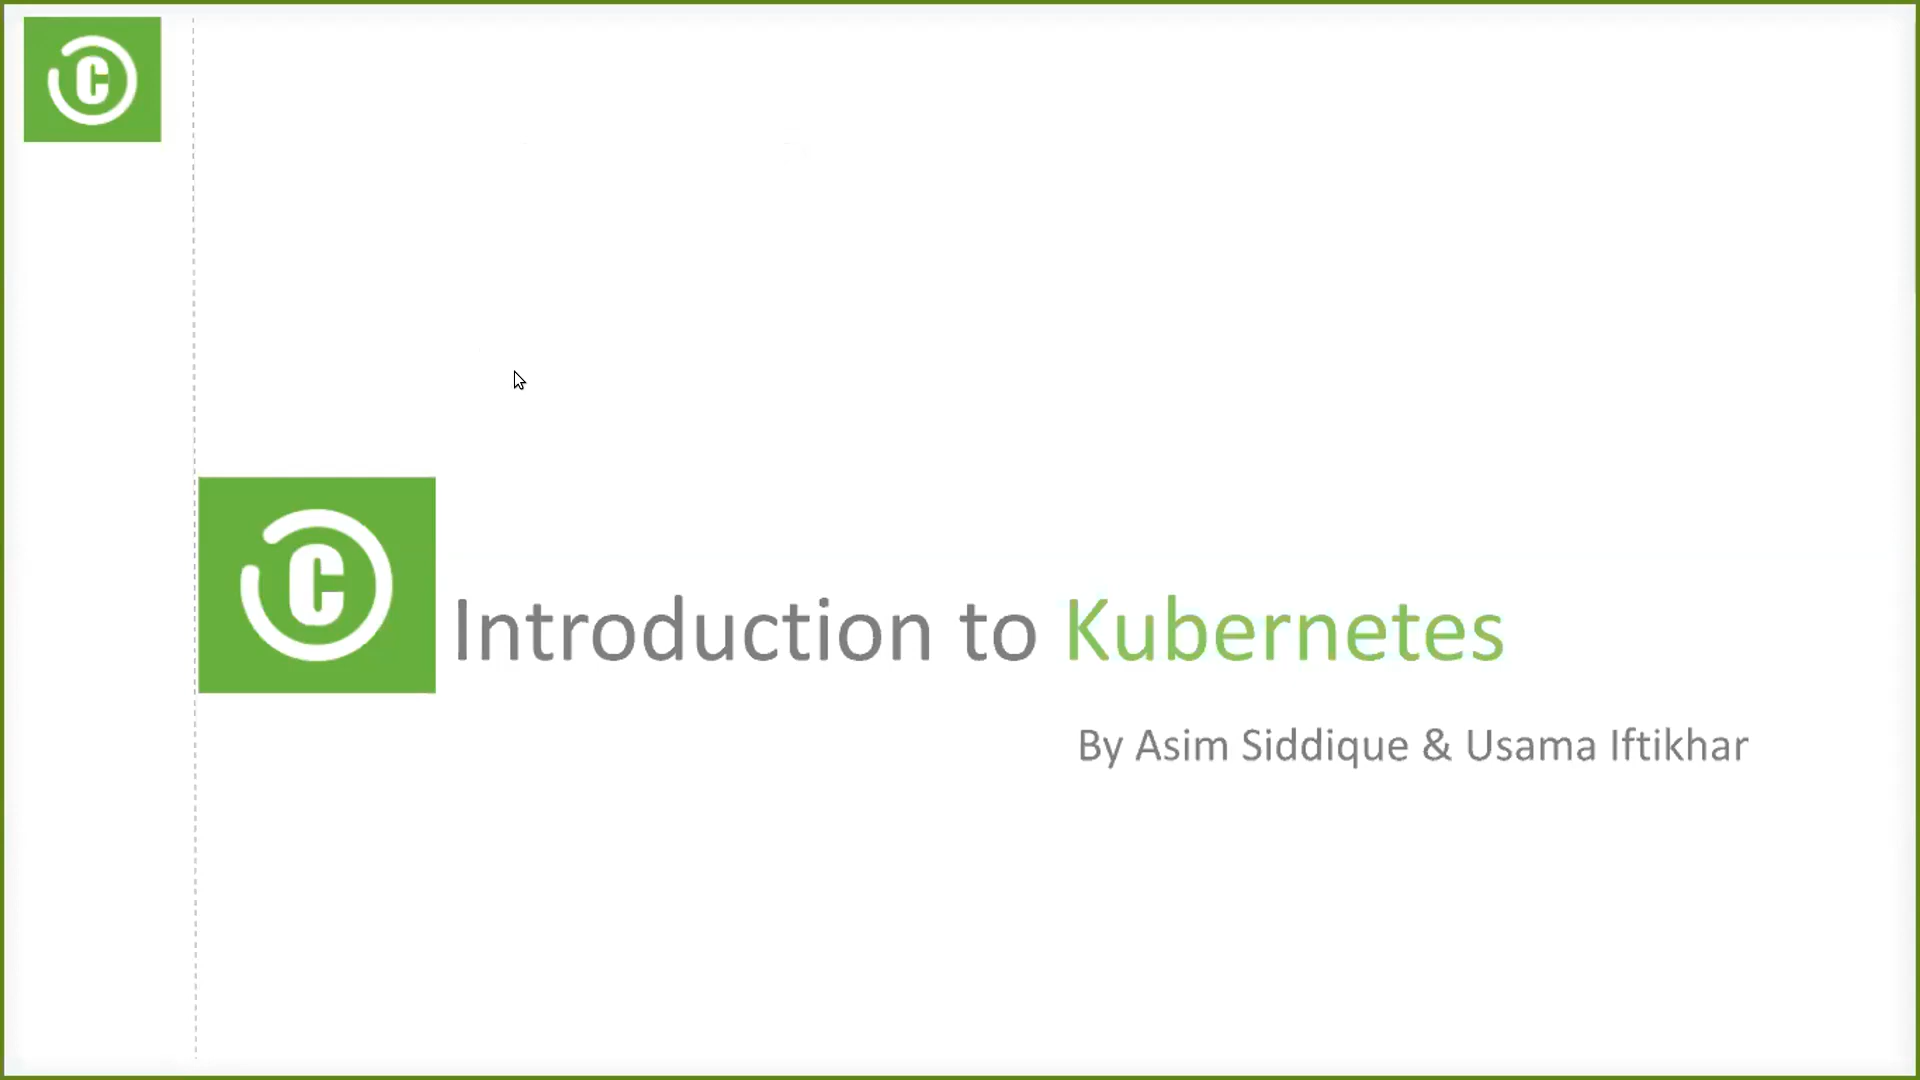 C
C
Introduction to Kubernetes
By Asim Siddique & Usama Iftikhar